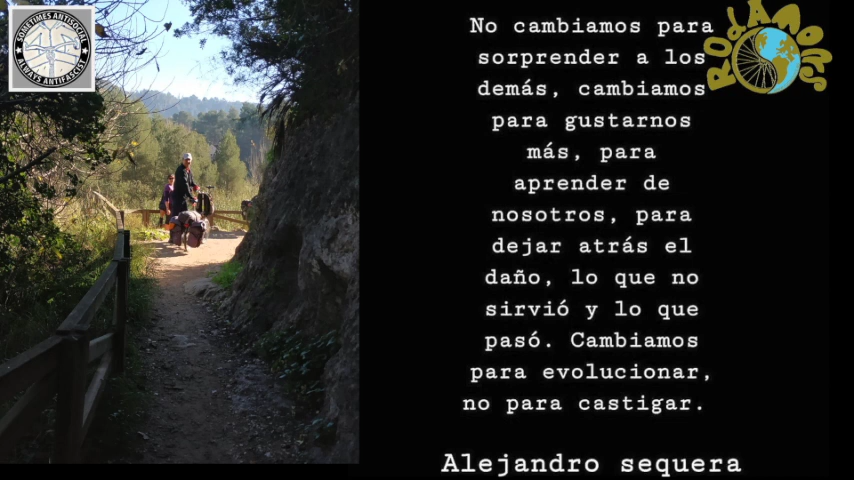 SOMETIMES ANTISOCIAL
ALWAYS ANTIFASCIST
RODAMONS
No cambiamos para
sorprender a los
demás, cambiamos
para gustarnos
más, para
aprender de
nosotros, para
dejar atrás el
daño, lo que no
sirvió y lo que
pasó. Cambiamos
para evolucionar,
no para castigar.
Alejandro sequera